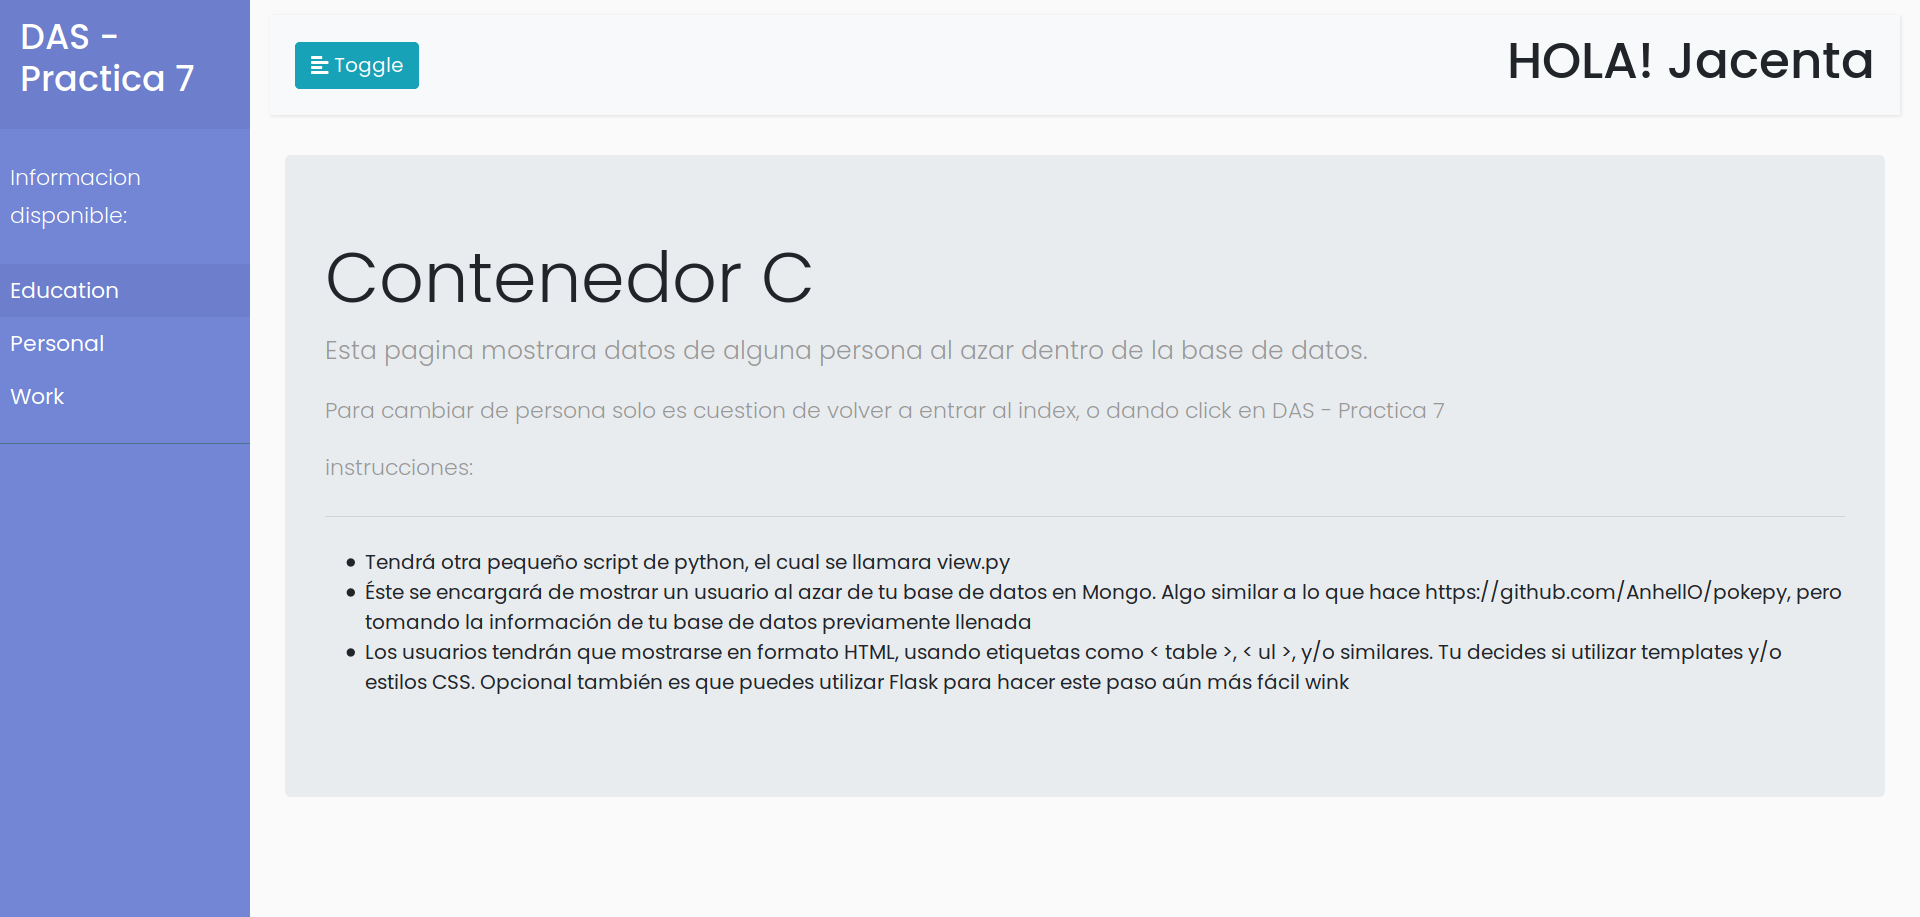 DAS -
Practica 7
Informacion
disponible:
Education
Personal
Work
Toggle
HOLA! Jacenta
Contenedor C
Esta pagina mostrara datos de alguna persona al azar dentro de la base de datos.
Para cambiar de persona solo es cuestion de volver a entrar al index, o dando click en DAS - Practica 7
instrucciones:
Tendrá otra pequeño script de python, el cual se llamara view.py
Éste se encargará de mostrar un usuario al azar de tu base de datos en Mongo. Algo similar a lo que hace https://github.com/AnhellO/pokepy, pero
tomando la información de tu base de datos previamente llenada
Los usuarios tendrán que mostrarse en formato HTML, usando etiquetas como < table >, < ul >, y/o similares. Tu decides si utilizar templates y/o
estilos CSS. Opcional también es que puedes utilizar Flask para hacer este paso aún más fácil wink